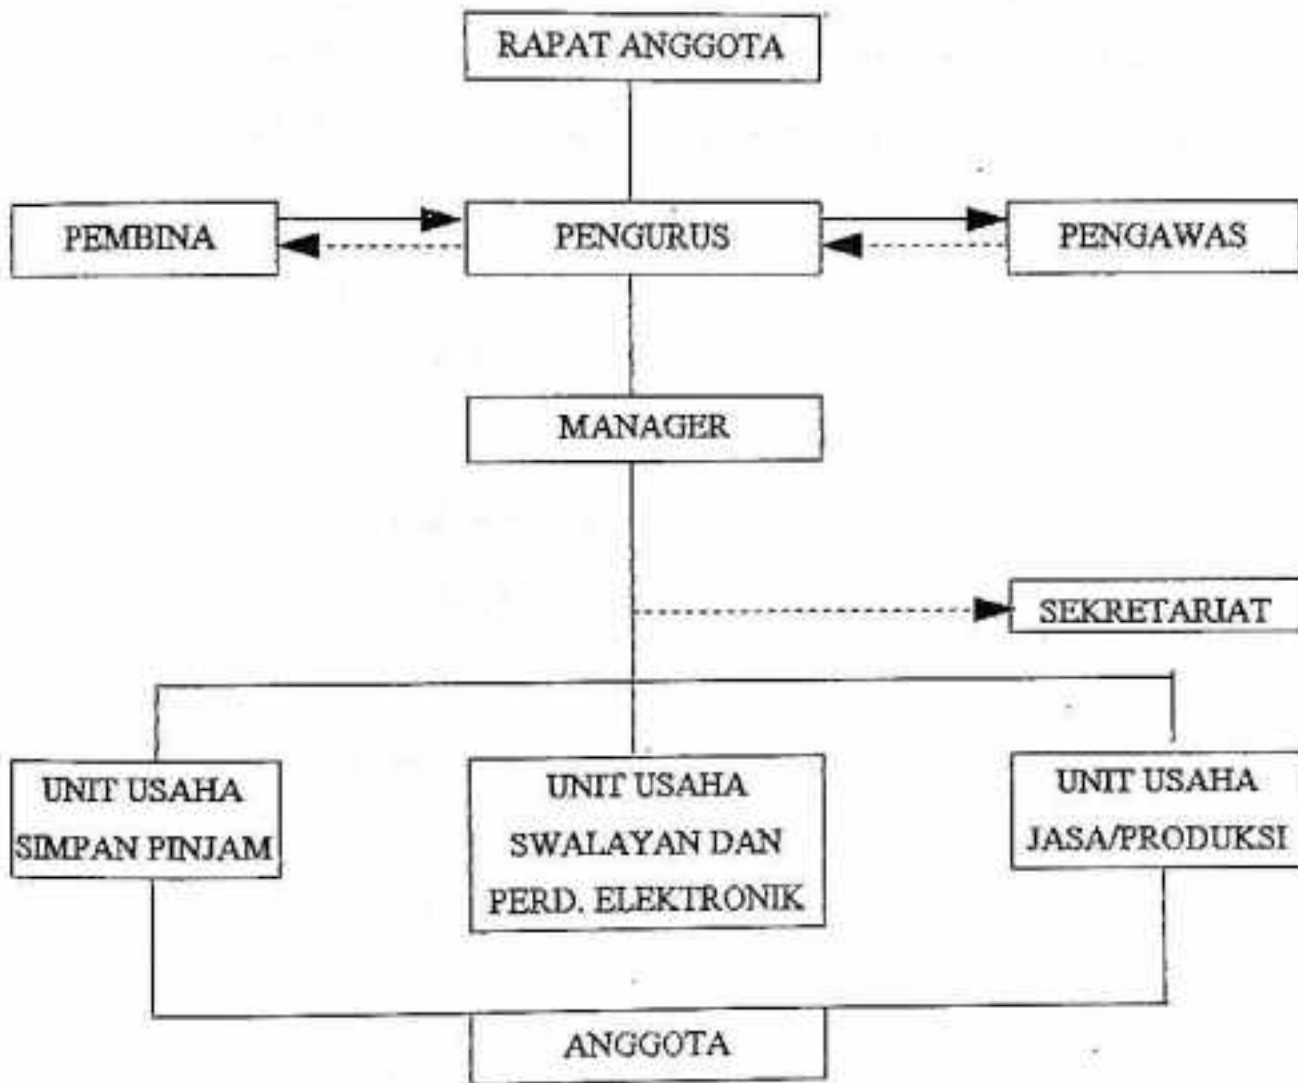 RAPAT ANGGOTA
PEMBINA
PENGURUS
PENGAWAS
MANAGER
SEKRETARIAT
UNIT USAHA
SIMPAN PINJAM
UNIT USAHA
SWALAYAN DAN
PERD. ELEKTRONIK
UNIT USAHA
JASA/PRODUKSI
ANGGOTA